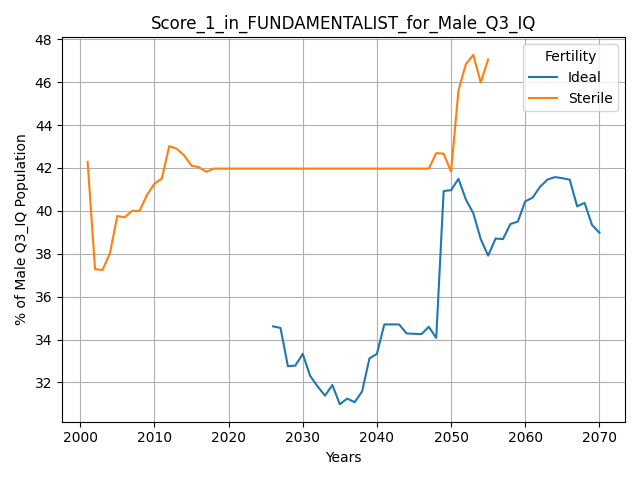 Score_1_in_FUNDAMENTALIST_for_Male_Q3_IQ
% of Male Q3_IQ Population
48
46
44
42
40
38
36
34
32
Fertility
Ideal
Sterile
2000 2010 2020 2030 2040 2050 2060 2070
Years